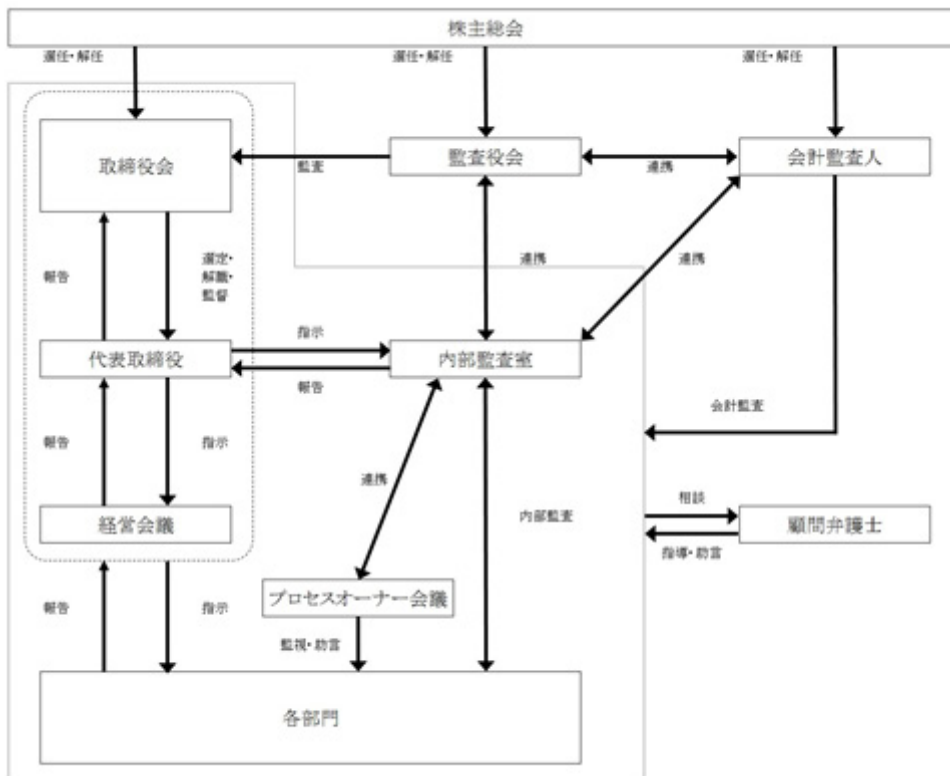 株主総会
選任・解任
選任・解任
選任・解任
取締役会
監査
監査役会
連携
会計監査人
報告
選定・
解職・
監督
連携
連携
指示
代表取締役
内部監査室
報告
会計監査
報告
指示
連携
相談
経営会議
内部監査
顧問弁護士
指導・助言
プロセスオーナー会議
報告
指示
監視・助言
各部門